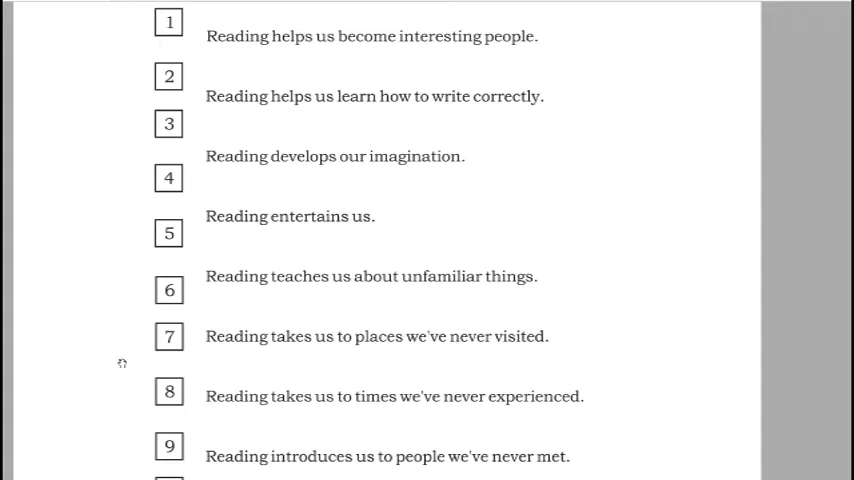 1
Reading helps us become interesting people.
2
Reading helps us learn how to write correctly.
3
Reading develops our imagination.
4
Reading entertains us.
5
Reading teaches us about unfamiliar things.
6
7
Reading takes us to places we've never visited.
8
Reading takes us to times we've never experienced.
9
Reading introduces us to people we've never met.